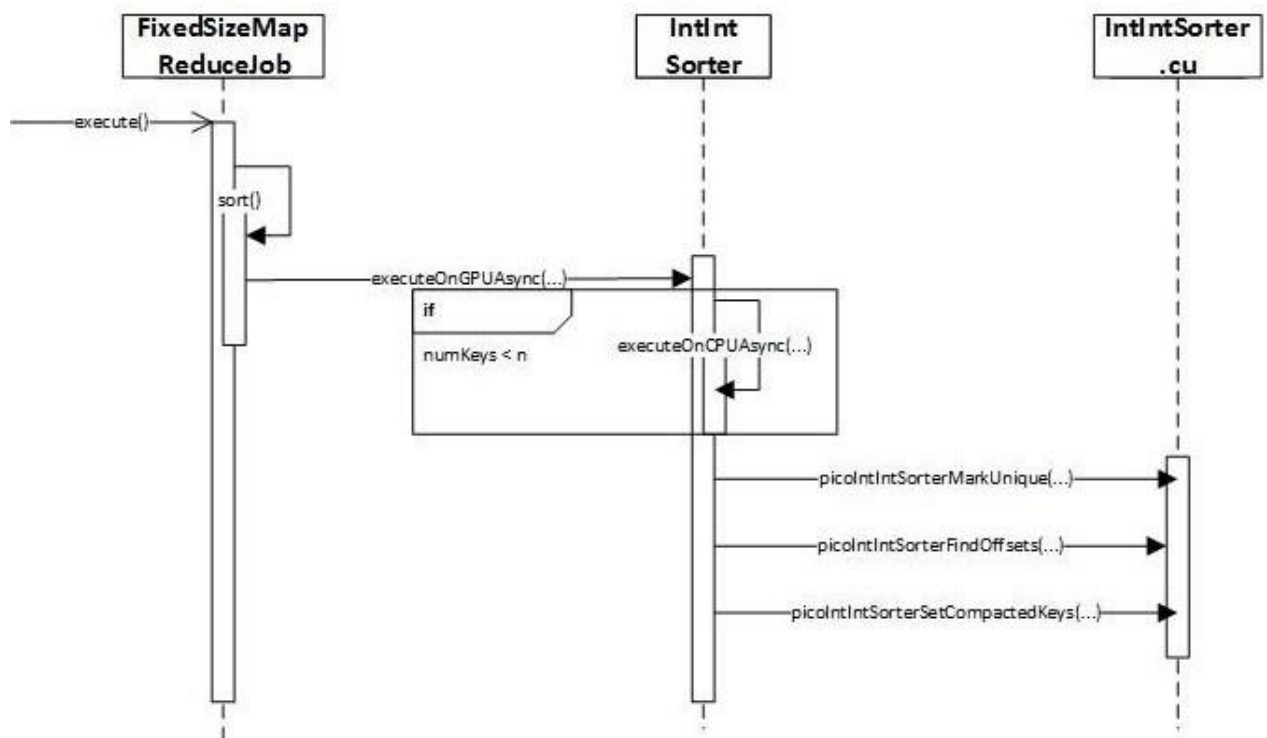 FixedSizeMap
ReduceJob
IntInt
Sorter
IntIntSorter
.cu
execute()
sort()
executeOnGPUAsync(...)
if
numKeys < n
executeOnCPUAsync(...)
picoIntIntSorterMarkUnique(...)
picoIntIntSorterFindOffsets(...)
picoIntIntSorterSetCompactedKeys(...)